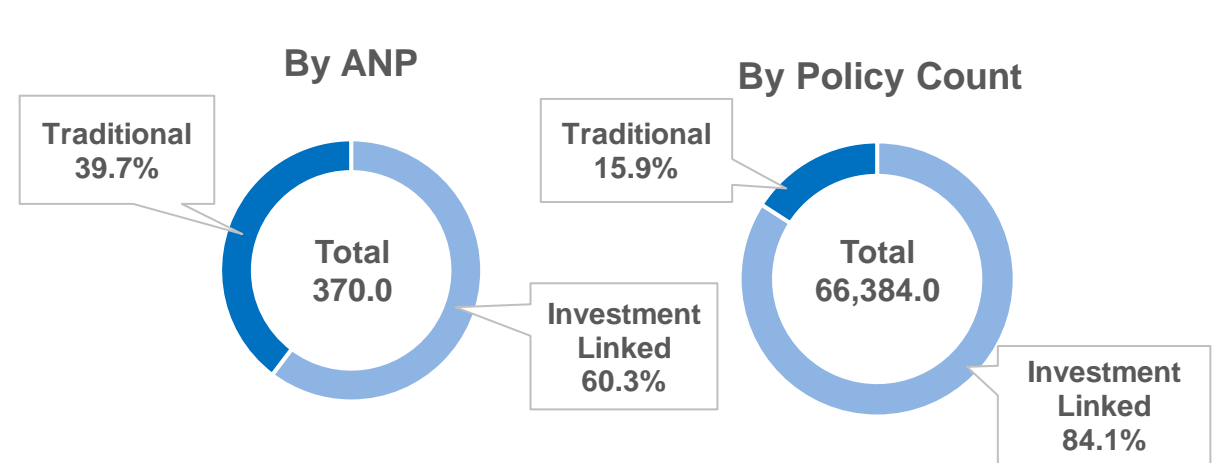 By ANP
Traditional
39.7%
Total
370.0
Investment
Linked
60.3%
By Policy Count
Traditional
15.9%
Total
66,384.0
Investment
Linked
84.1%